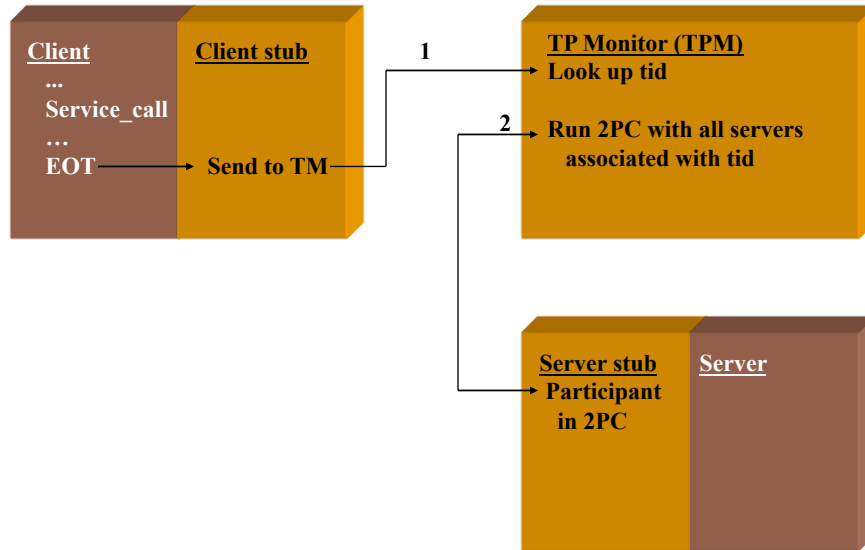 Client
...
Service_call
…
EOT
Client stub
Send to TM
1
TP Monitor (TPM)
Look up tid
2
Run 2PC with all servers
associated with tid
Server stub
Participant
in 2PC
Server